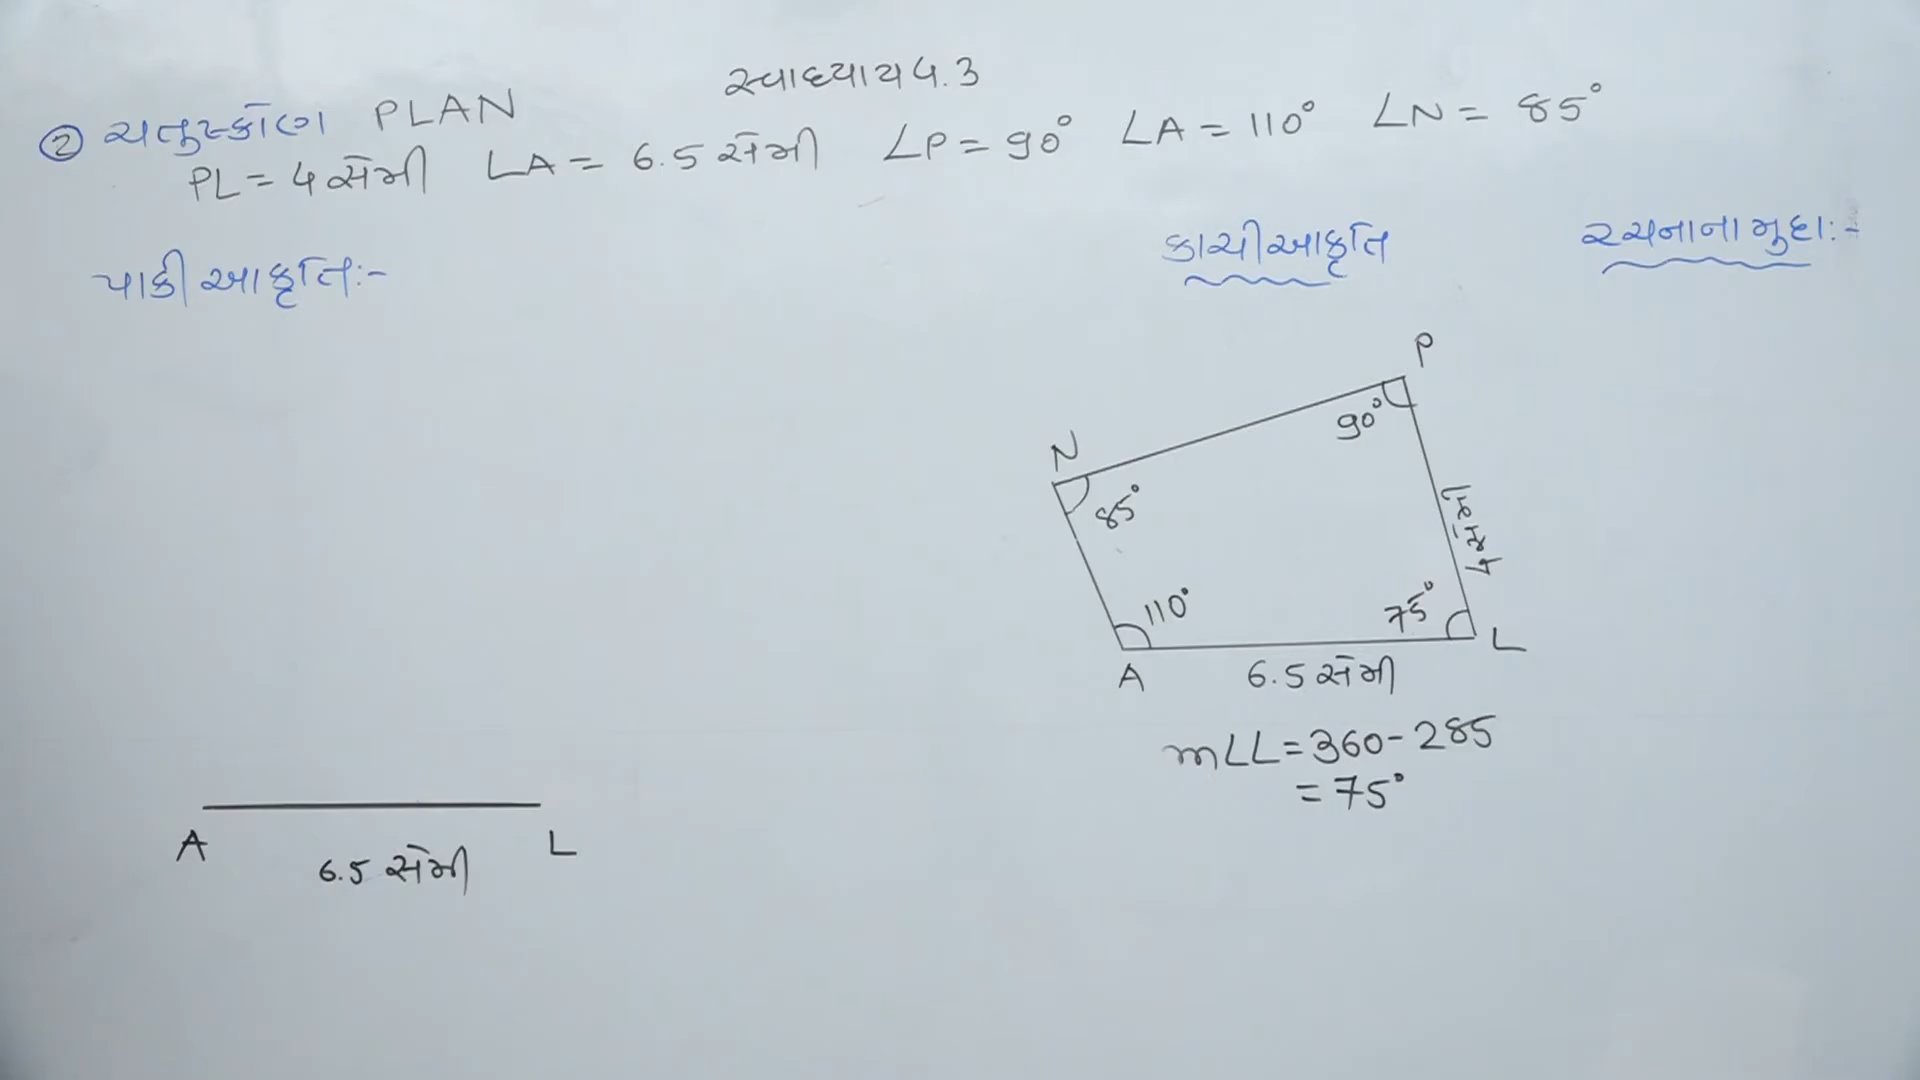 સ્વાધ્યાય 4.3
② ચતુષ્કોણ PLAN
PL = 4 સેમી LA = 6.5 સેમી ∠P = 90° ∠A = 110° ∠N = 85°
પાકી આકૃતિ:-
કાચી આકૃતિ
રચનાના મુદ્દા:-
P
90°
N
85°
4 સેમી
110°
75°
A
L
6.5 સેમી
m∠L = 360 - 285
= 75°
A
L
6.5 સેમી